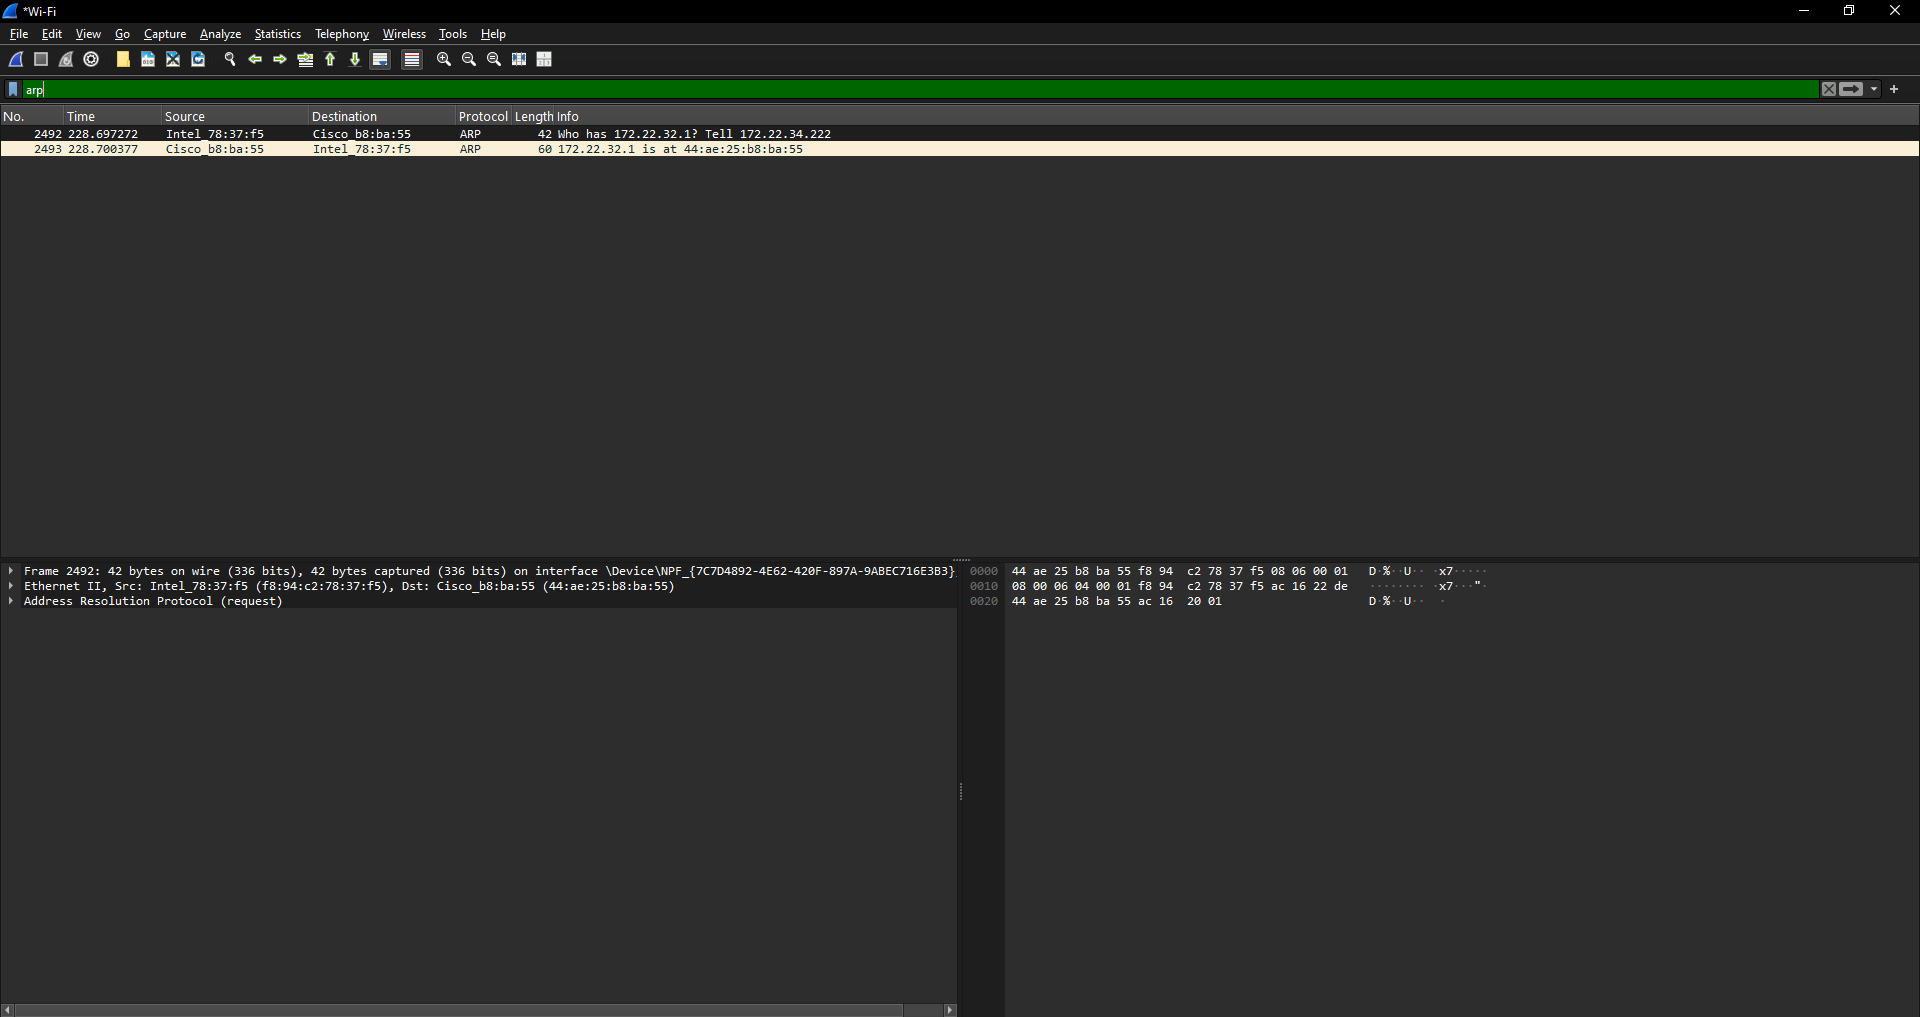 *Wi-Fi
File Edit View Go Capture Analyze Statistics Telephony Wireless Tools Help
arp
No. Time Source Destination Protocol Length Info
2492 228.697272 Intel_78:37:f5 Cisco_b8:ba:55 ARP 42 Who has 172.22.32.1? Tell 172.22.34.222
2493 228.700377 Cisco_b8:ba:55 Intel_78:37:f5 ARP 60 172.22.32.1 is at 44:ae:25:b8:ba:55
Frame 2492: 42 bytes on wire (336 bits), 42 bytes captured (336 bits) on interface \Device\NPF_{7C7D4892-4E62-420F-897A-9ABEC716E3B3},
Ethernet II, Src: Intel_78:37:f5 (f8:94:c2:78:37:f5), Dst: Cisco_b8:ba:55 (44:ae:25:b8:ba:55)
Address Resolution Protocol (request)
0000 44 ae 25 b8 ba 55 f8 94 c2 78 37 f5 08 06 00 01 D·%··U·· ·x7·····
0010 08 00 06 04 00 01 f8 94 c2 78 37 f5 ac 16 22 de ········ ·x7···"·
0020 44 ae 25 b8 ba 55 ac 16 20 01 D·%··U·· ·